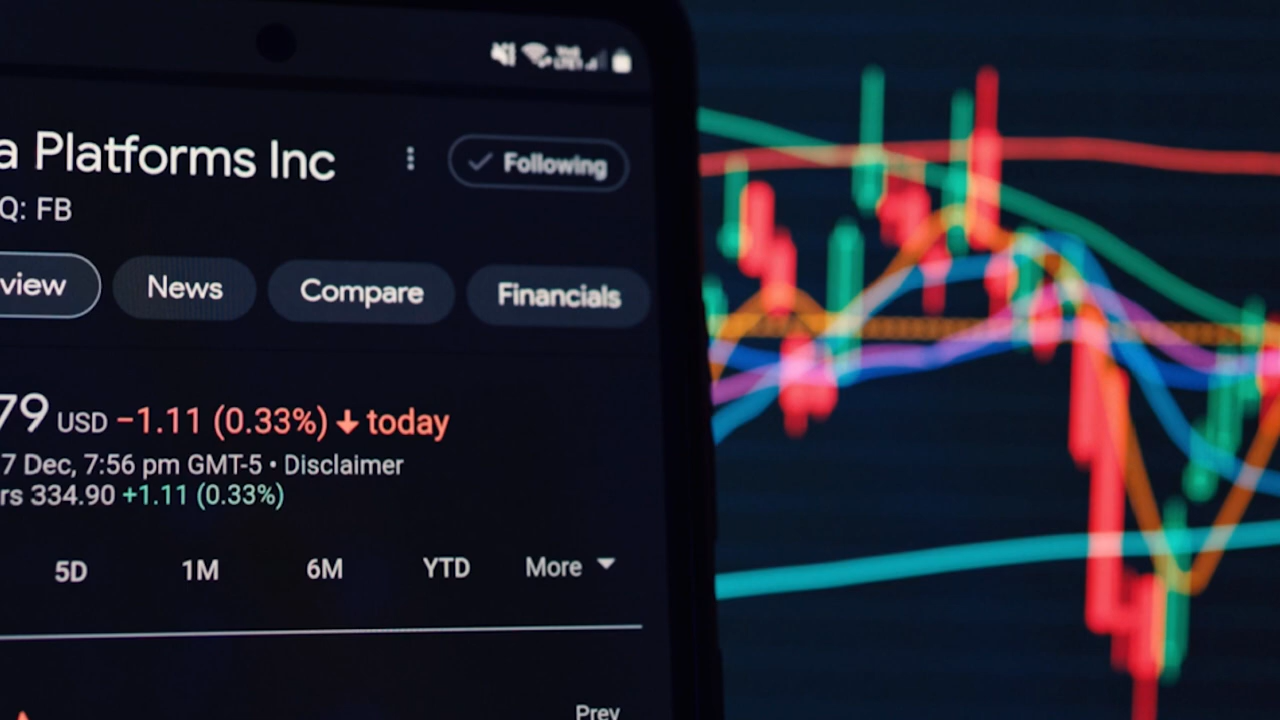 a Platforms Inc
Following
Q: FB
view
News
Compare
Financials
79 USD −1.11 (0.33%) ↓ today
7 Dec, 7:56 pm GMT-5 • Disclaimer
rs 334.90 +1.11 (0.33%)
5D
1M
6M
YTD
More
Prev